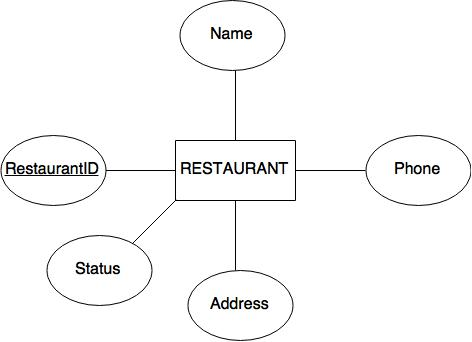 Name
RestaurantID
RESTAURANT
Phone
Status
Address